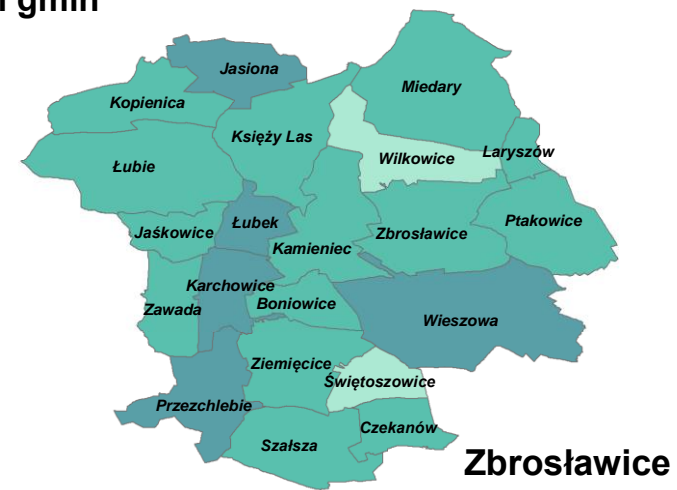 gmin
Jasiona
Miedary
Kopienica
Księży Las
Laryszów
Wilkowice
Łubie
Łubek
Ptakowice
Jaśkowice
Zbrosławice
Kamieniec
Karchowice
Boniowice
Zawada
Wieszowa
Ziemięcice
Świętoszowice
Przezchlebie
Czekanów
Szałsza
Zbrosławice